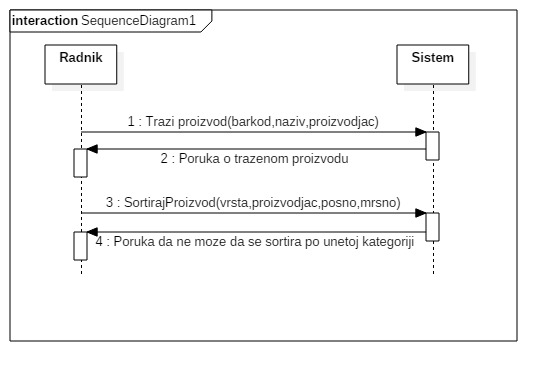 interaction SequenceDiagram1
Radnik
Sistem
1 : Trazi proizvod(barkod,naziv,proizvodjac)
2 : Poruka o trazenom proizvodu
3 : SortirajProizvod(vrsta,proizvodjac,posno,mrsno)
4 : Poruka da ne moze da se sortira po unetoj kategoriji